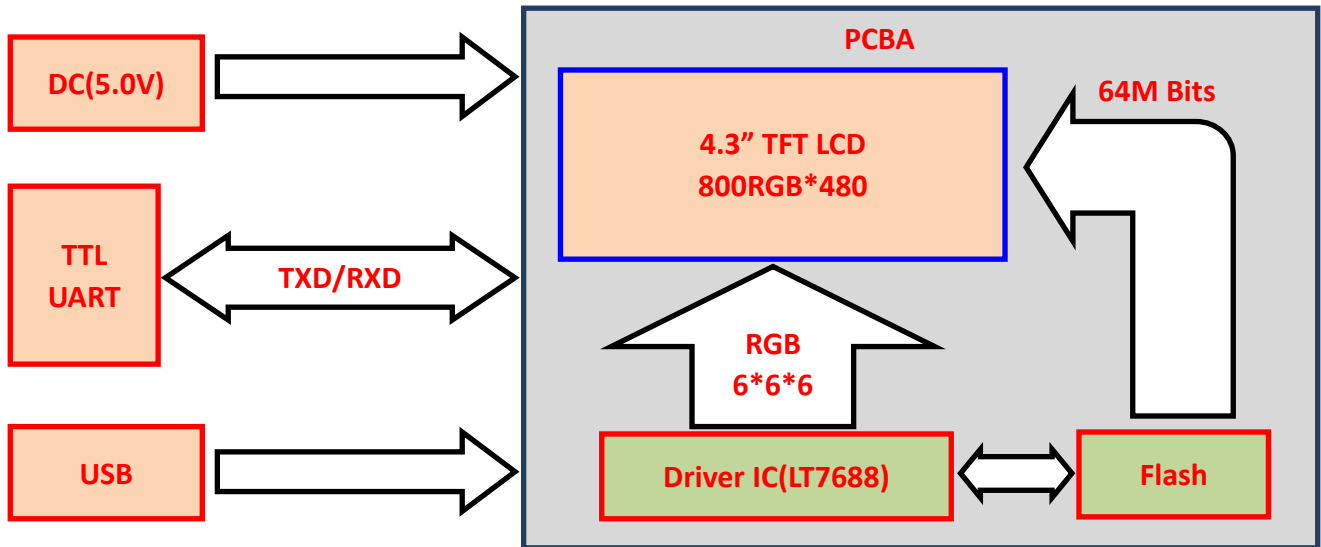 PCBA
DC(5.0V)
64M Bits
4.3” TFT LCD
800RGB*480
TTL
UART
TXD/RXD
RGB
6*6*6
USB
Driver IC(LT7688)
Flash